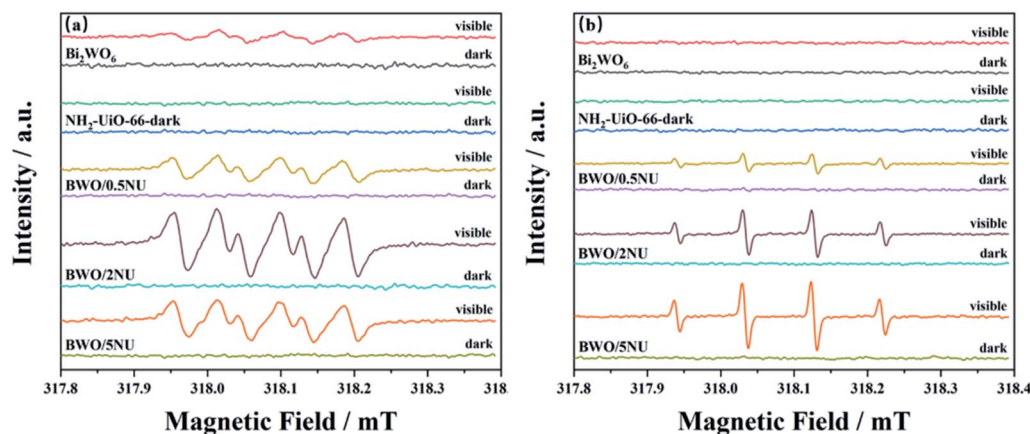 (a)
visible
Bi₂WO₆
dark
visible
NH₂-UiO-66-dark
dark
visible
BWO/0.5NU
dark
visible
BWO/2NU
dark
visible
BWO/5NU
dark
Intensity / a.u.
317.8 317.9 318.0 318.1 318.2 318.3 318.
Magnetic Field / mT
(b)
visible
Bi₂WO₆
dark
visible
NH₂-UiO-66-dark
dark
visible
BWO/0.5NU
dark
visible
BWO/2NU
dark
visible
BWO/5NU
dark
Intensity / a.u.
317.8 317.9 318.0 318.1 318.2 318.3 318.4
Magnetic Field / mT